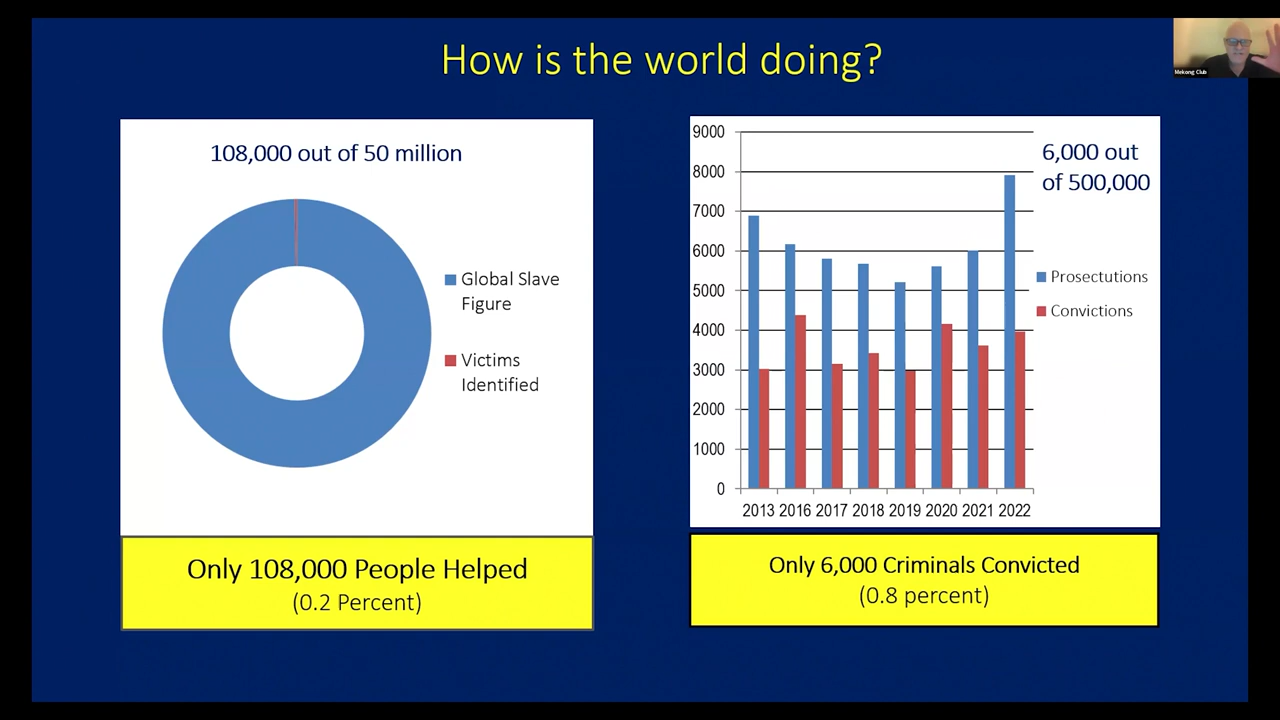 How is the world doing?
Mekong Club
108,000 out of 50 million
Global Slave
Figure
Victims
Identified
Only 108,000 People Helped
(0.2 Percent)
9000
8000
7000
6000
5000
4000
3000
2000
1000
0
2013 2016 2017 2018 2019 2020 2021 2022
6,000 out
of 500,000
Prosectutions
Convictions
Only 6,000 Criminals Convicted
(0.8 percent)